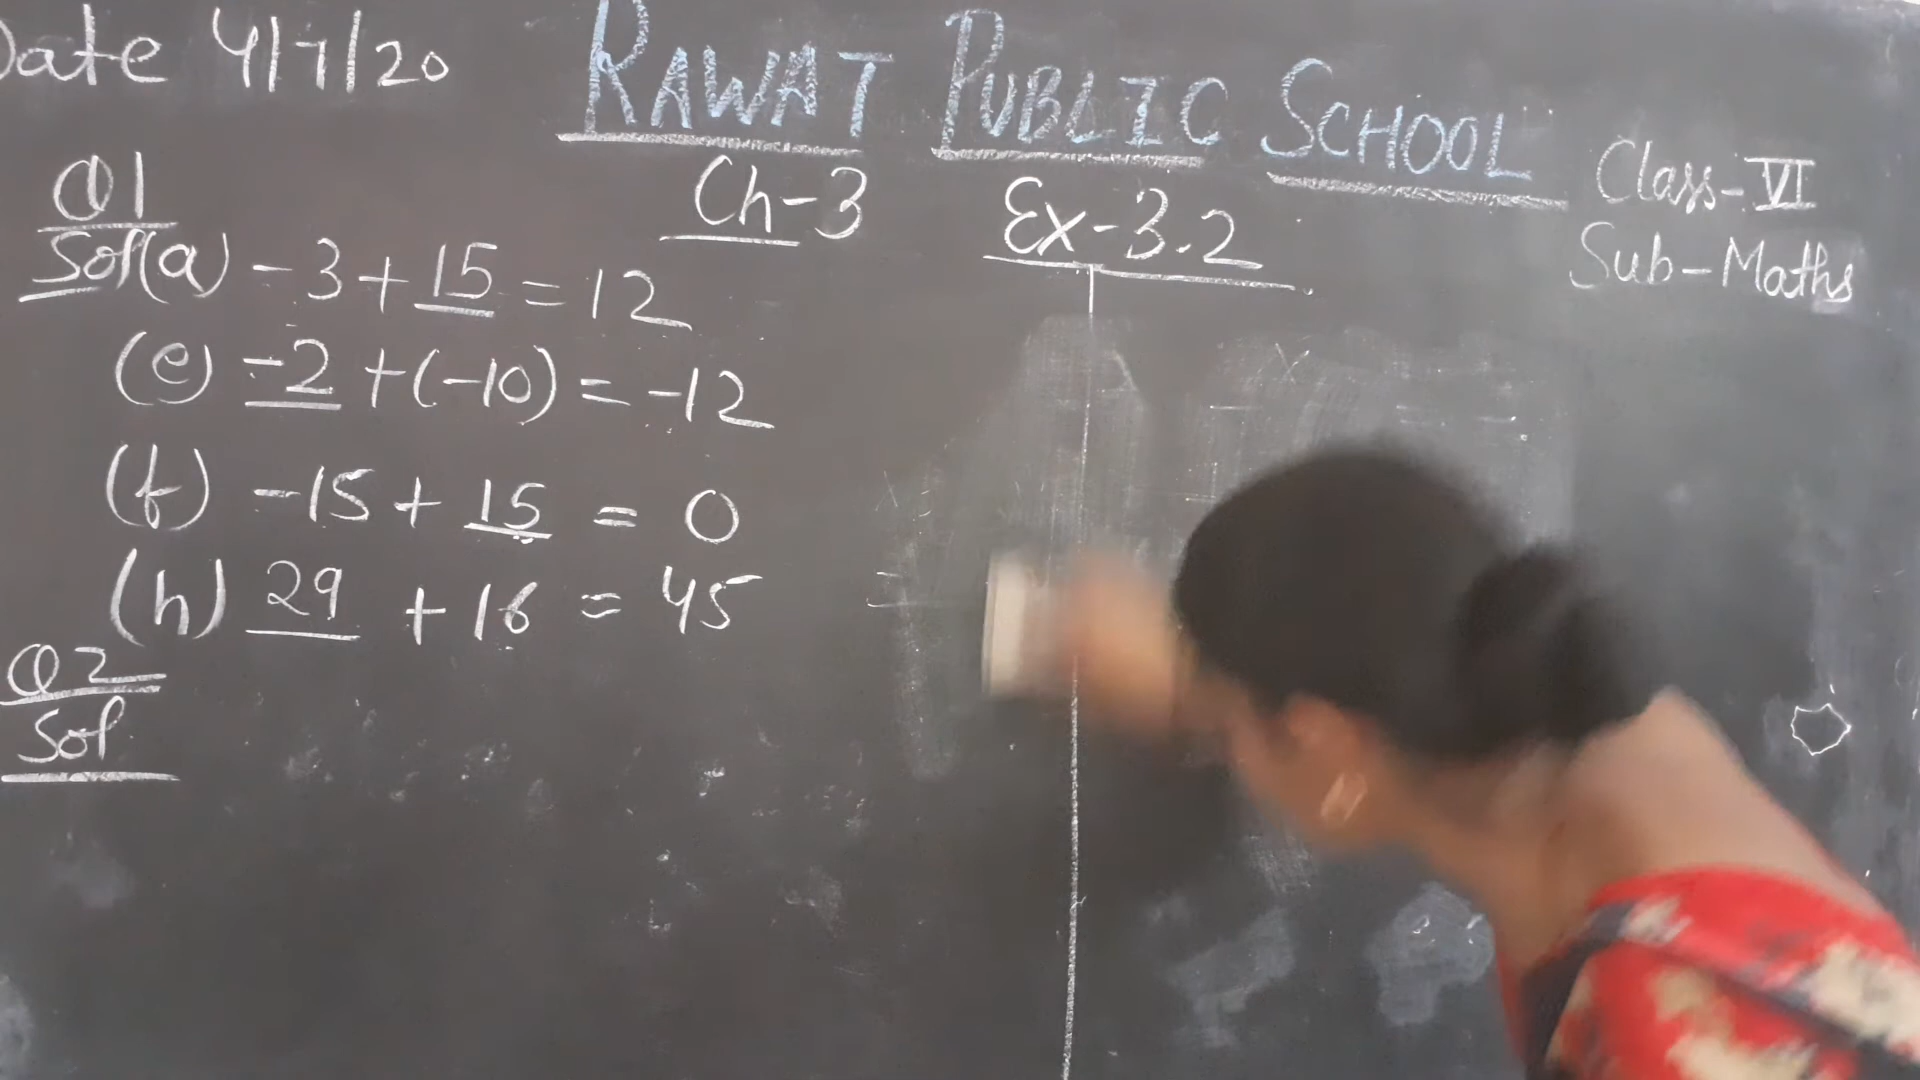 Date 4/7/20
RAWAT PUBLIC SCHOOL
Class-VI
Sub-Maths
Ch-3 Ex-3.2
Q1
Sol(a) -3 + 15 = 12
(e) -2 + (-10) = -12
(f) -15 + 15 = 0
(h) 29 + 16 = 45
Q2
Sol